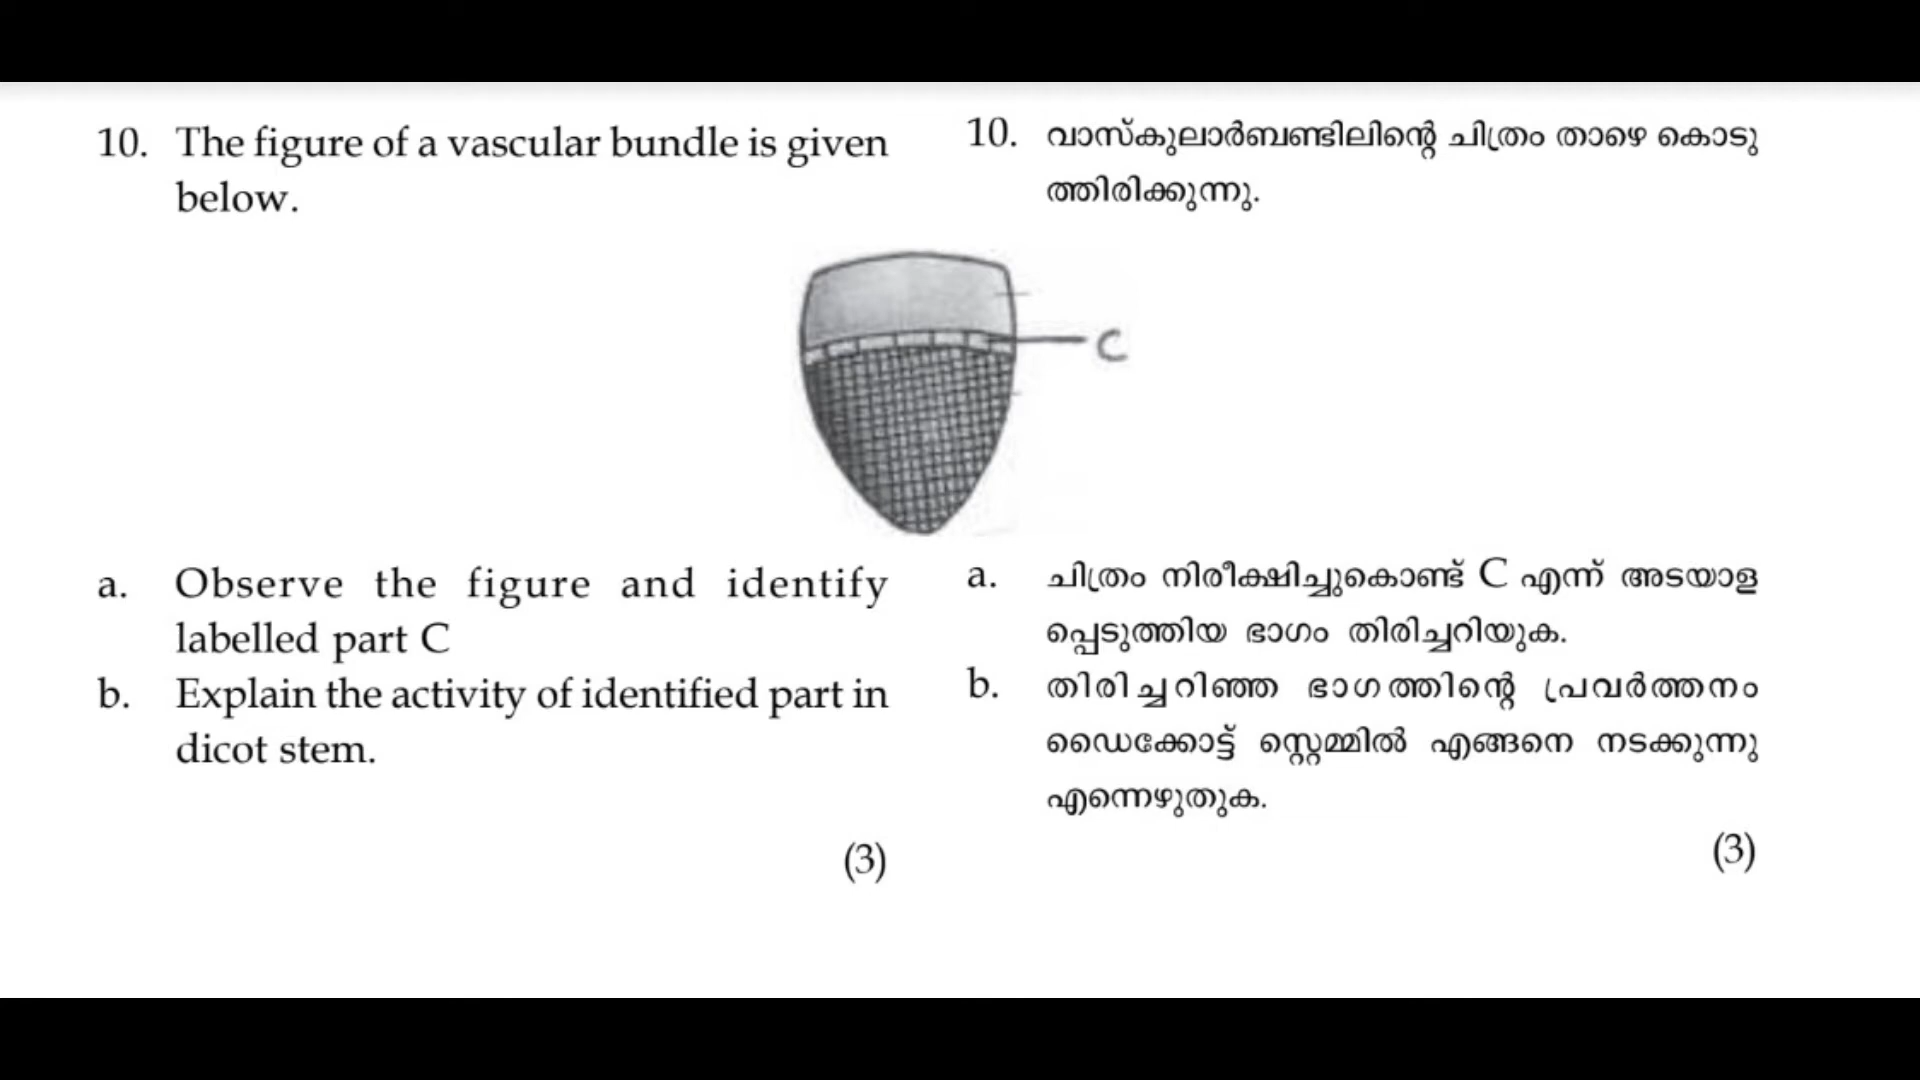 10. The figure of a vascular bundle is given
below.
C
a. Observe the figure and identify
labelled part C
b. Explain the activity of identified part in
dicot stem.
(3)
10. വാസ്കുലാർബണ്ടിലിന്റെ ചിത്രം താഴെ കൊടു
ത്തിരിക്കുന്നു.
a. ചിത്രം നിരീക്ഷിച്ചുകൊണ്ട് C എന്ന് അടയാള
പ്പെടുത്തിയ ഭാഗം തിരിച്ചറിയുക.
b. തിരിച്ചറിഞ്ഞ ഭാഗത്തിന്റെ പ്രവർത്തനം
ഡൈക്കോട്ട് സ്റ്റെമ്മിൽ എങ്ങനെ നടക്കുന്നു
എന്നെഴുതുക.
(3)